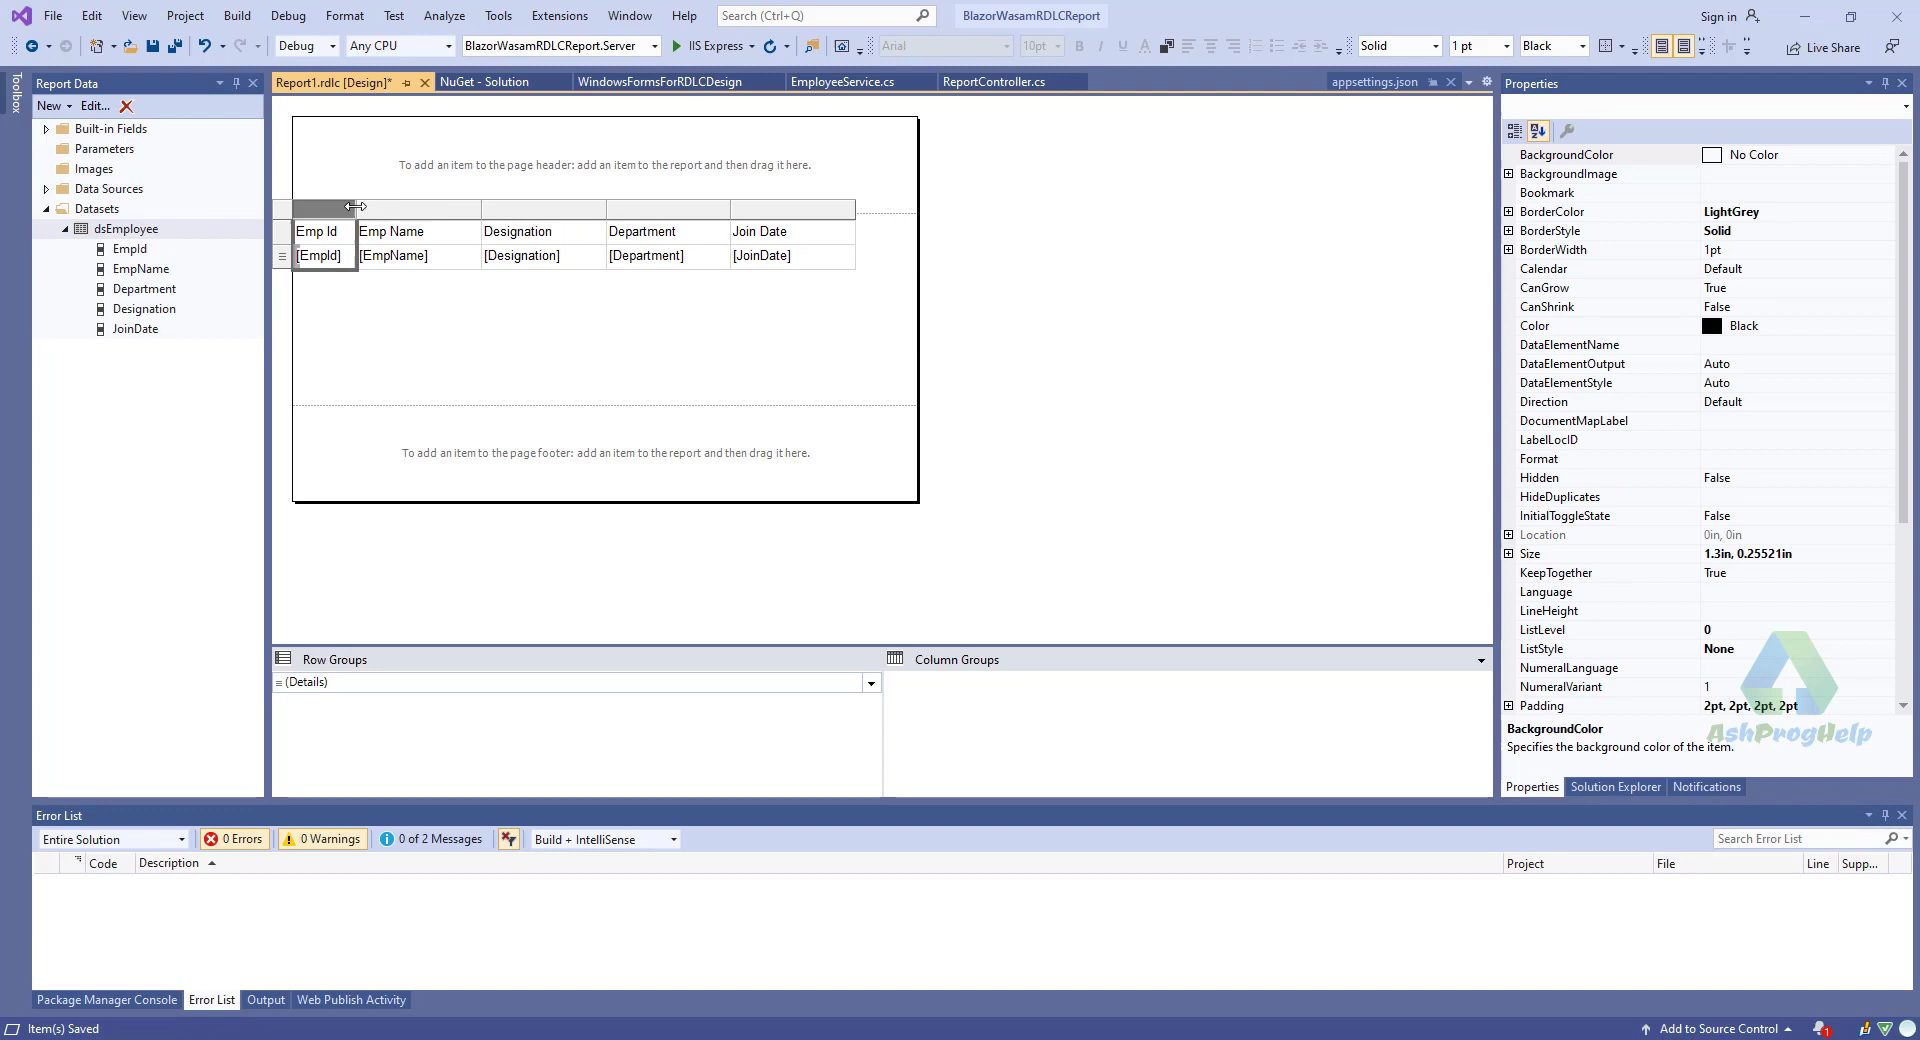 File Edit View Project Build Debug Format Test Analyze Tools Extensions Window Help Search (Ctrl+Q) BlazorWasamRDLCReport Sign in
Debug Any CPU BlazorWasamRDLCReport.Server IIS Express Arial 10pt B I U A Solid 1 pt Black Live Share
Toolbox
Report Data
New Edit...
Built-in Fields
Parameters
Images
Data Sources
Datasets
dsEmployee
EmpId
EmpName
Department
Designation
JoinDate
Report1.rdlc [Design]* NuGet - Solution WindowsFormsForRDLCDesign EmployeeService.cs ReportController.cs appsettings.json
To add an item to the page header: add an item to the report and then drag it here.
Emp Id Emp Name Designation Department Join Date
[EmpId] [EmpName] [Designation] [Department] [JoinDate]
To add an item to the page footer: add an item to the report and then drag it here.
Row Groups Column Groups
(Details)
Properties
BackgroundColor No Color
BackgroundImage
Bookmark
BorderColor LightGrey
BorderStyle Solid
BorderWidth 1pt
Calendar Default
CanGrow True
CanShrink False
Color Black
DataElementName
DataElementOutput Auto
DataElementStyle Auto
Direction Default
DocumentMapLabel
LabelLocID
Format
Hidden False
HideDuplicates
InitialToggleState False
Location 0in, 0in
Size 1.3in, 0.25521in
KeepTogether True
Language
LineHeight
ListLevel 0
ListStyle None
NumeralLanguage
NumeralVariant 1
Padding 2pt, 2pt, 2pt, 2pt
BackgroundColor
Specifies the background color of the item.
AshProgHelp
Properties Solution Explorer Notifications
Error List
Entire Solution 0 Errors 0 Warnings 0 of 2 Messages Build + IntelliSense Search Error List
Code Description Project File Line Supp...
Package Manager Console Error List Output Web Publish Activity
Item(s) Saved Add to Source Control 1